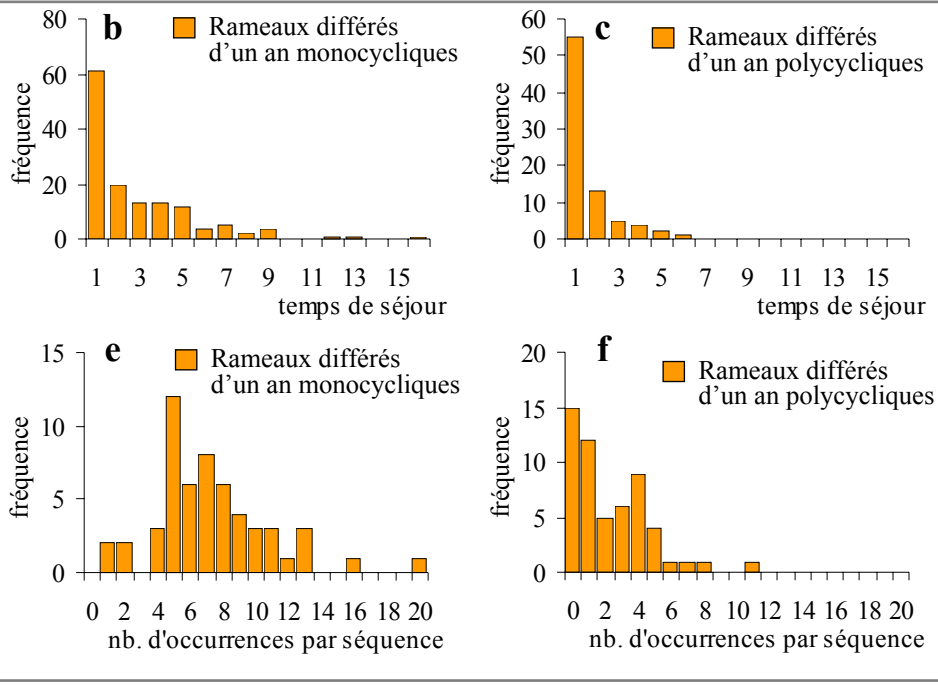 b
Rameaux différés
d'un an monocycliques
fréquence
80
60
40
20
0
1 3 5 7 9 11 13 15
temps de séjour
c
Rameaux différés
d'un an polycycliques
fréquence
60
50
40
30
20
10
0
1 3 5 7 9 11 13 15
temps de séjour
e
Rameaux différés
d'un an monocycliques
fréquence
15
10
5
0
0 2 4 6 8 10 12 14 16 20
nb. d'occurrences par séquence
f
Rameaux différés
d'un an polycycliques
fréquence
20
15
10
5
0
0 2 4 6 8 10 12 14 16 18 20
nb. d'occurrences par séquence